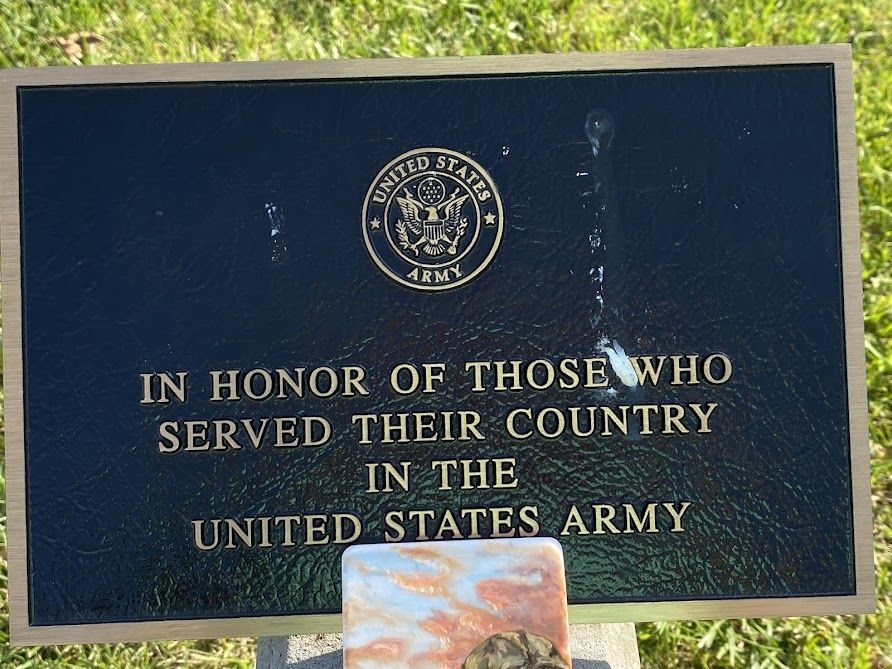 UNITED STATES
ARMY
IN HONOR OF THOSE WHO
SERVED THEIR COUNTRY
IN THE
UNITED STATES ARMY